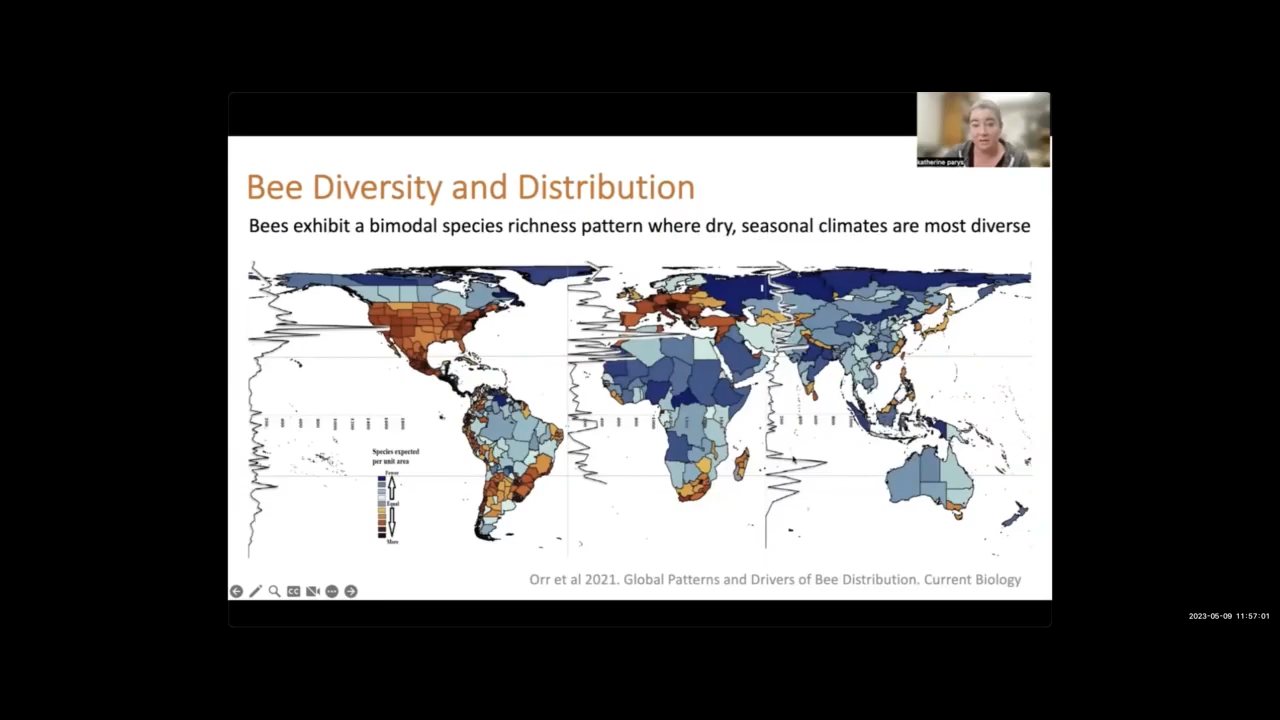 katherine parys
Bee Diversity and Distribution
Bees exhibit a bimodal species richness pattern where dry, seasonal climates are most diverse
Species expected
per unit area
Fewer
Equal
More
Orr et al 2021. Global Patterns and Drivers of Bee Distribution. Current Biology
CC
2023-05-09 11:57:01